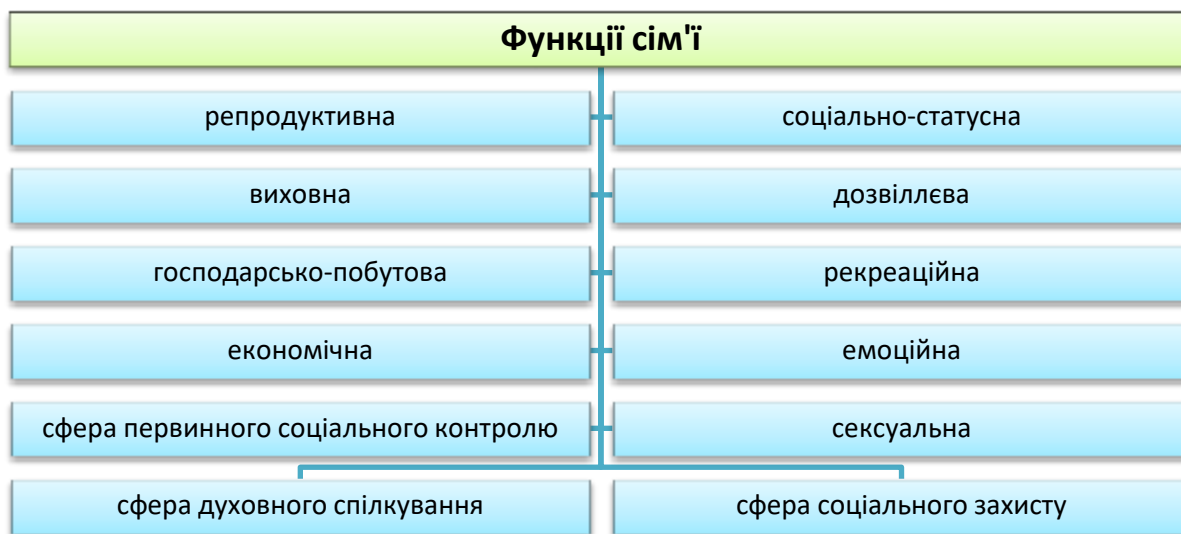 Функції сім'ї
репродуктивна
соціально-статусна
виховна
дозвіллєва
господарсько-побутова
рекреаційна
економічна
емоційна
сфера первинного соціального контролю
сексуальна
сфера духовного спілкування
сфера соціального захисту